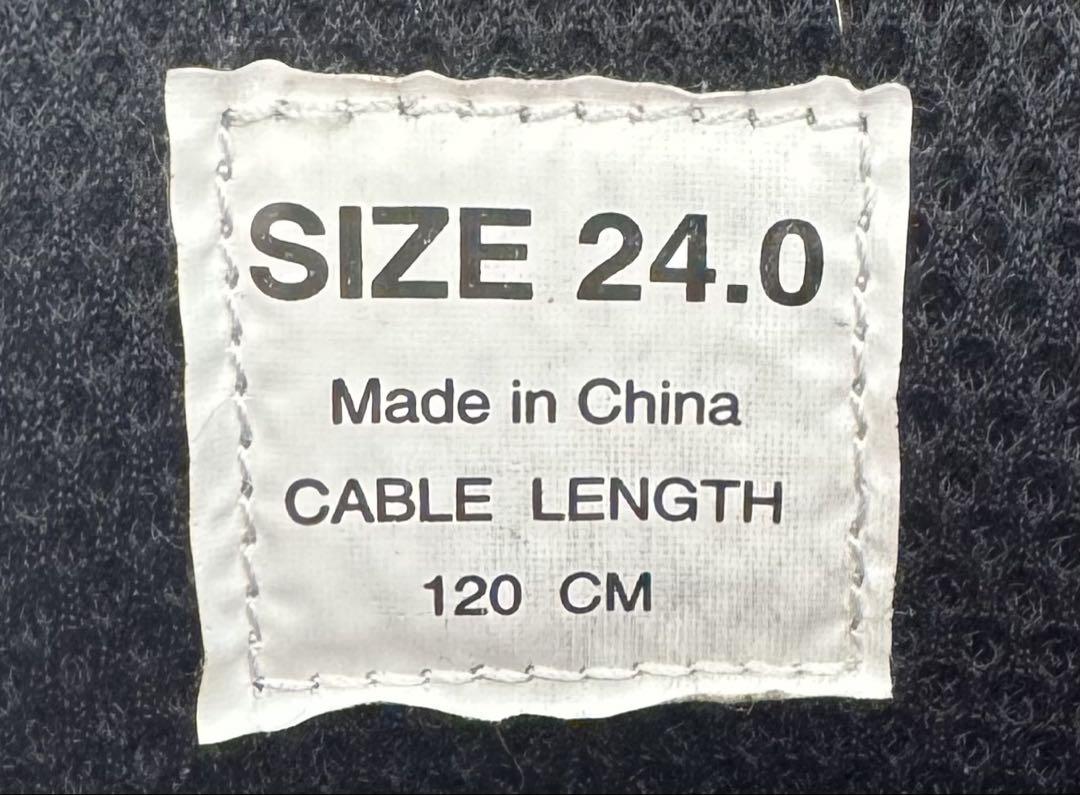 SIZE 24.0
Made in China
CABLE LENGTH
120 CM